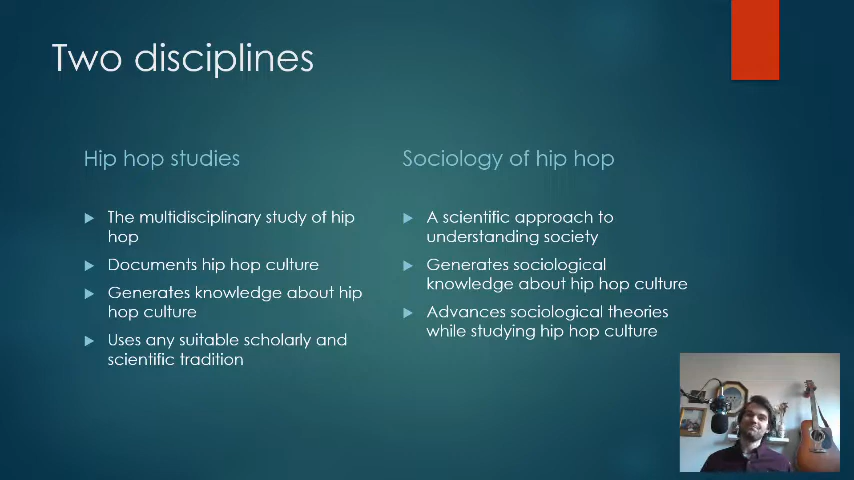 Two disciplines
Hip hop studies
The multidisciplinary study of hip
hop
Documents hip hop culture
Generates knowledge about hip
hop culture
Uses any suitable scholarly and
scientific tradition
Sociology of hip hop
A scientific approach to
understanding society
Generates sociological
knowledge about hip hop culture
Advances sociological theories
while studying hip hop culture